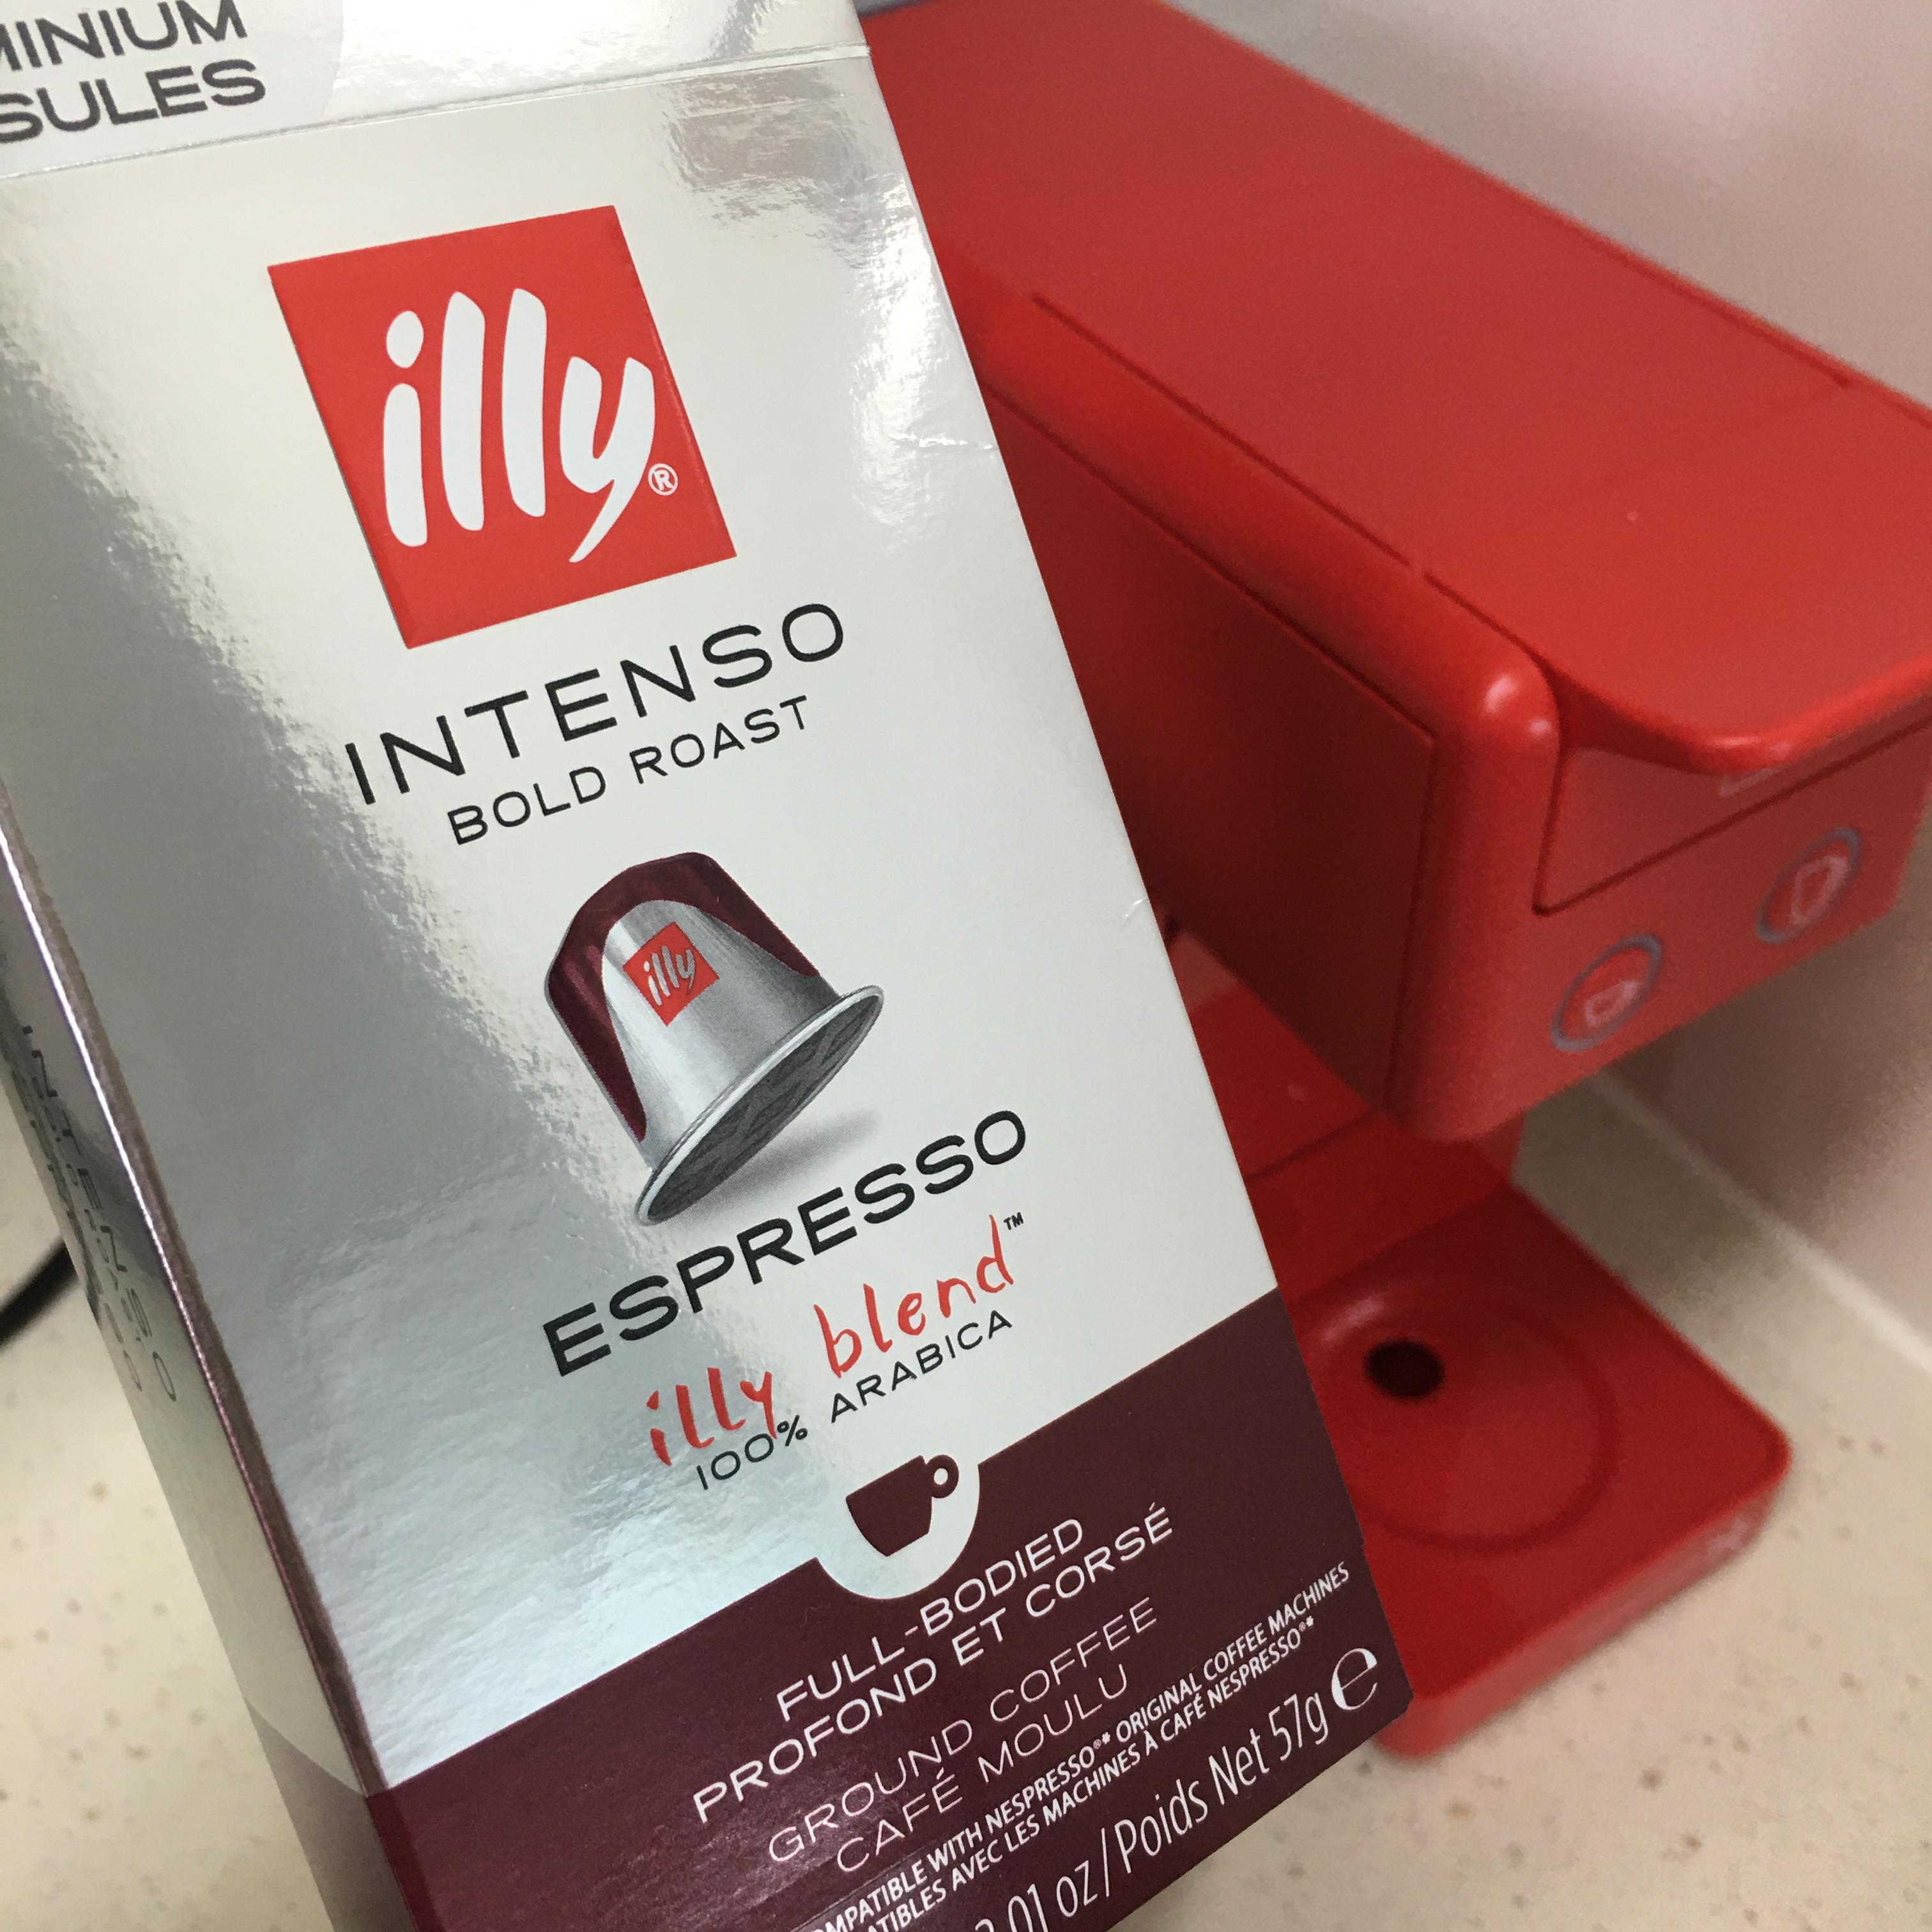 MINIUM
SULES
illy®
INTENSO
BOLD ROAST
illy
ESPRESSO
illy blend™
100% ARABICA
FULL-BODIED
PROFOND ET CORSÉ
GROUND COFFEE
CAFÉ MOULU
OMPATIBLE WITH NESPRESSO®* ORIGINAL COFFEE MACHINES
ATIBLES AVEC LES MACHINES À CAFÉ NESPRESSO®*
2.01 oz/Poids Net 57g e